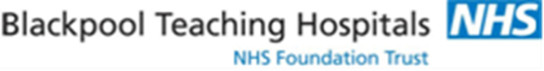 Blackpool Teaching Hospitals NHS
NHS Foundation Trust